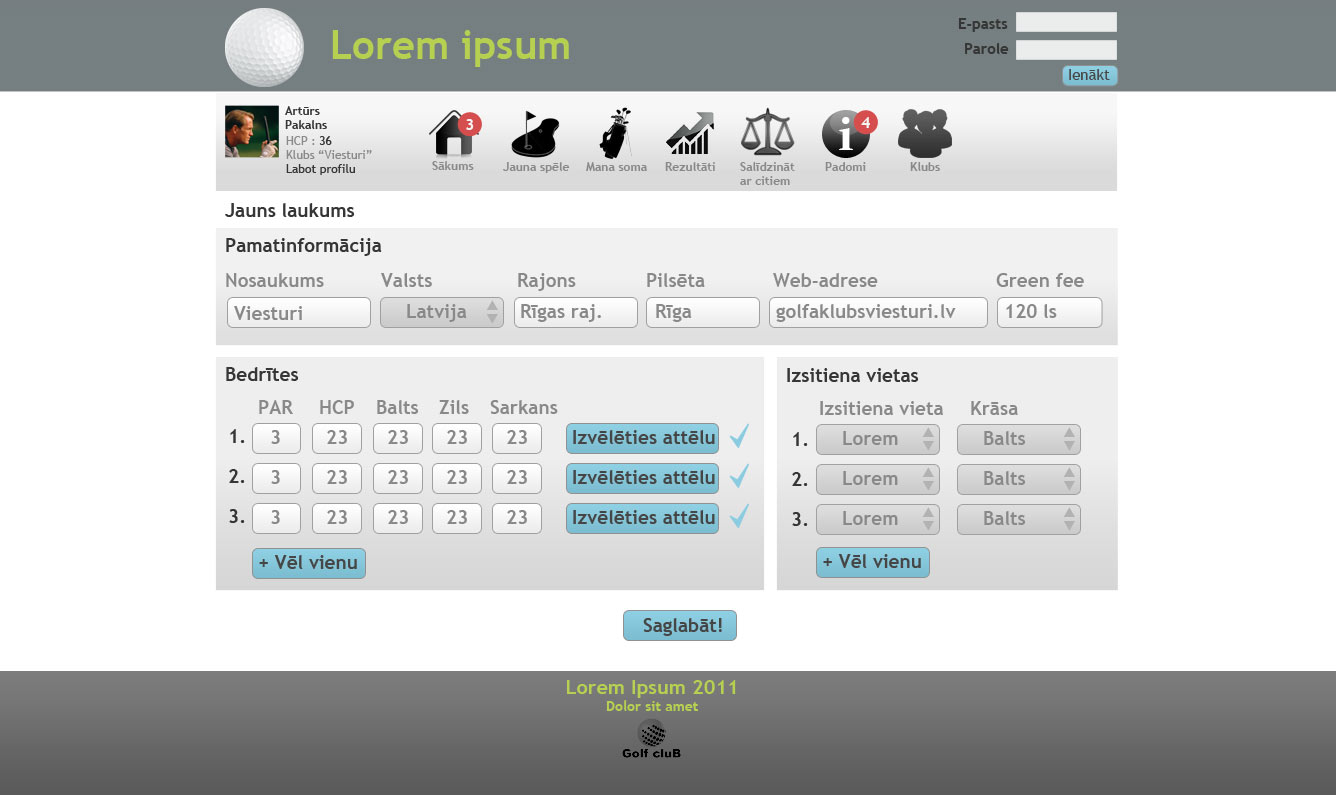 Lorem ipsum
E-pasts
Parole
Ienākt
Artūrs
Pakalns
HCP : 36
Klubs “Viesturi”
Labot profilu
3
Sākums
Jauna spēle
Mana soma
Rezultāti
Salīdzināt
ar citiem
i
4
Padomi
Klubs
Jauns laukums
Pamatinformācija
Nosaukums Valsts Rajons Pilsēta Web-adrese Green fee
Viesturi Latvija Rīgas raj. Rīga golfaklubsviesturi.lv 120 ls
Bedrītes
PAR HCP Balts Zils Sarkans
1. 3 23 23 23 23 Izvēlēties attēlu
2. 3 23 23 23 23 Izvēlēties attēlu
3. 3 23 23 23 23 Izvēlēties attēlu
+ Vēl vienu
Izsitiena vietas
Izsitiena vieta Krāsa
1. Lorem Balts
2. Lorem Balts
3. Lorem Balts
+ Vēl vienu
Saglabāt!
Lorem Ipsum 2011
Dolor sit amet
Golf cluB